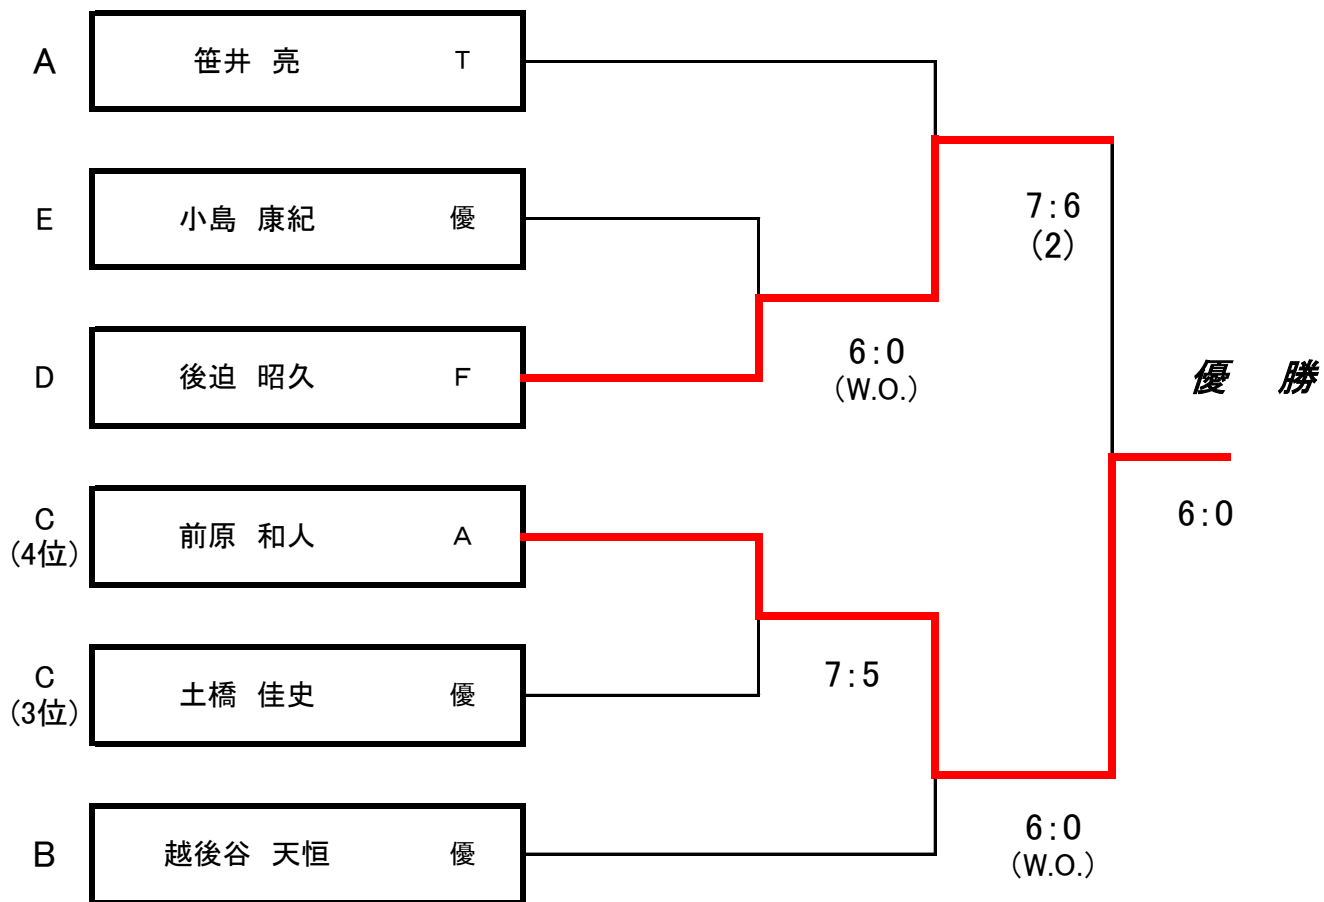 A 笹井 亮 T
E 小島 康紀 優
7:6
(2)
D 後迫 昭久 F
6:0
(W.O.)
優 勝
C
(4位)
前原 和人 A
6:0
C
(3位)
土橋 佳史 優
7:5
B 越後谷 天恒 優
6:0
(W.O.)